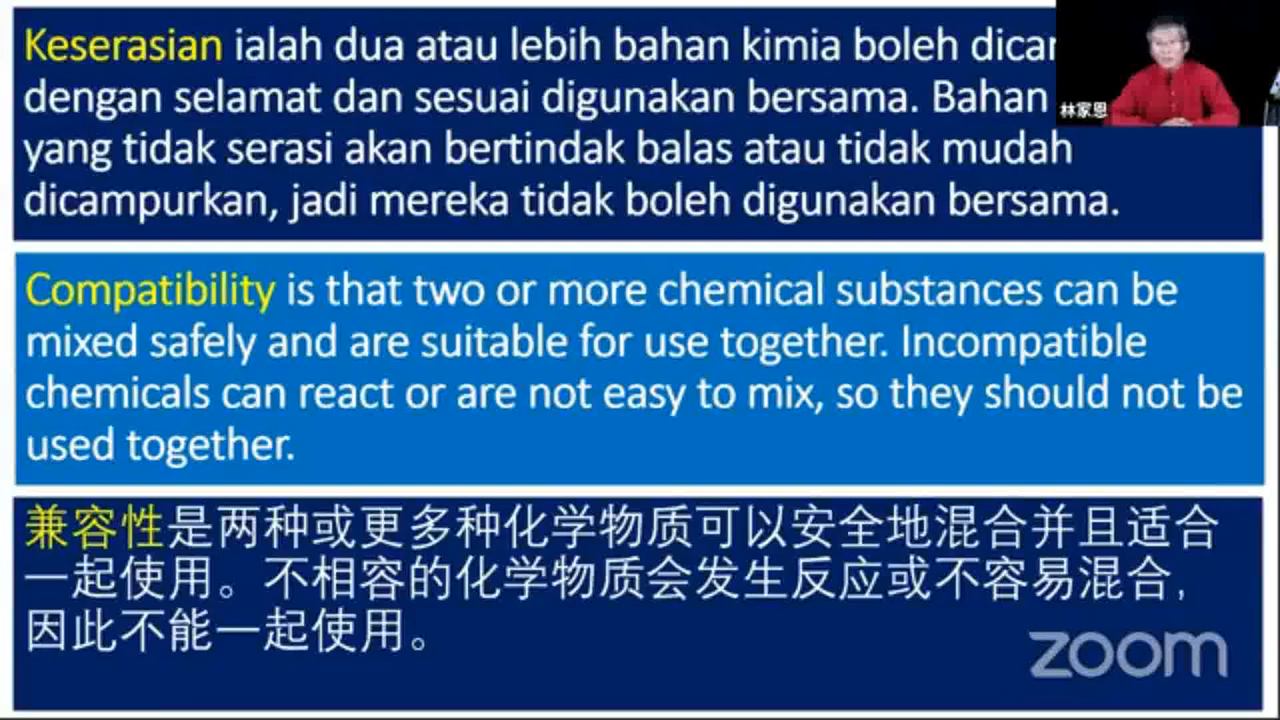 Keserasian ialah dua atau lebih bahan kimia boleh
dengan selamat dan sesuai digunakan bersama. Bahan
yang tidak serasi akan bertindak balas atau tidak mudah
dicampurkan, jadi mereka tidak boleh digunakan bersama.
林家恩
Compatibility is that two or more chemical substances can be
mixed safely and are suitable for use together. Incompatible
chemicals can react or are not easy to mix, so they should not be
used together.
兼容性是两种或更多种化学物质可以安全地混合并且适合
一起使用。不相容的化学物质会发生反应或不容易混合，
因此不能一起使用。
zoom